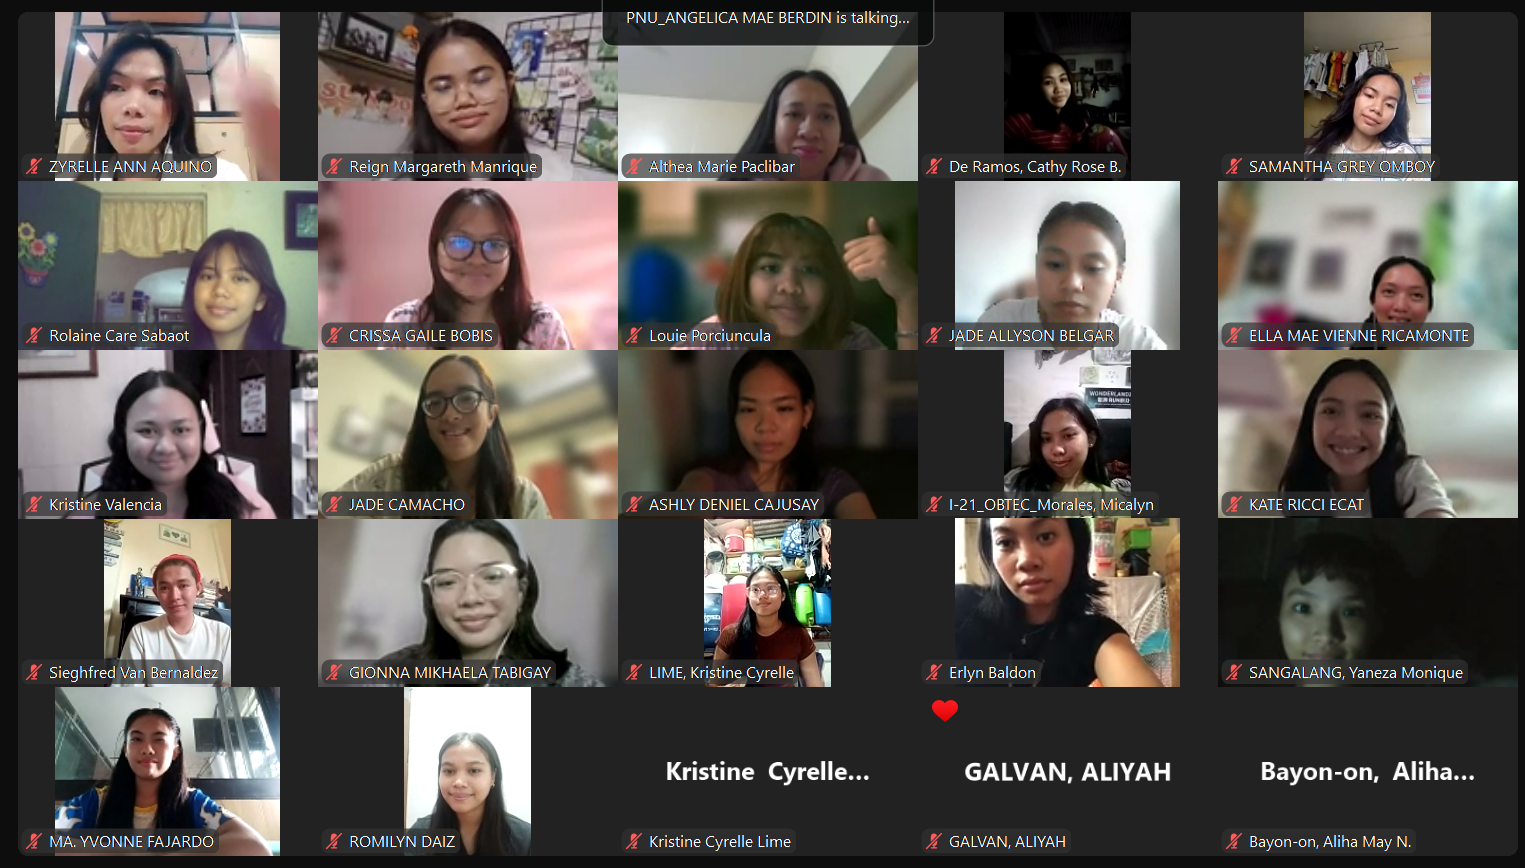 PNU_ANGELICA MAE BERDIN is talking...
ZYRELLE ANN AQUINO
Reign Margareth Manrique
Althea Marie Paclibar
De Ramos, Cathy Rose B.
SAMANTHA GREY OMBOY
Rolaine Care Sabaot
CRISSA GAILE BOBIS
Louie Porciuncula
JADE ALLYSON BELGAR
ELLA MAE VIENNE RICAMONTE
WONDERLAND
Kristine Valencia
JADE CAMACHO
ASHLY DENIEL CAJUSAY
I-21_OBTEC_Morales, Micalyn
KATE RICCI ECAT
Sieghfred Van Bernaldez
GIONNA MIKHAELA TABIGAY
LIME, Kristine Cyrelle
Erlyn Baldon
SANGALANG, Yaneza Monique
Kristine Cyrelle...
GALVAN, ALIYAH
Bayon-on, Aliha...
MA. YVONNE FAJARDO
ROMILYN DAIZ
Kristine Cyrelle Lime
GALVAN, ALIYAH
Bayon-on, Aliha May N.